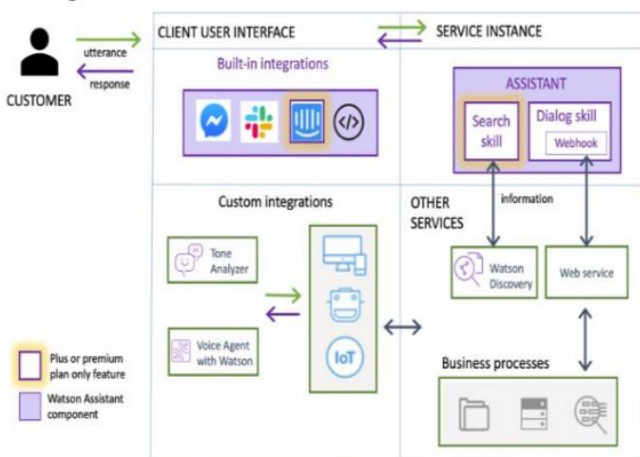 CLIENT USER INTERFACE
SERVICE INSTANCE
utterance
response
CUSTOMER
Built-in integrations
ASSISTANT
Search
skill
Dialog skill
Webhook
Custom integrations
OTHER
SERVICES
information
Tone
Analyzer
Watson
Discovery
Web service
Voice Agent
with Watson
IoT
Plus or premium
plan only feature
Watson Assistant
component
Business processes